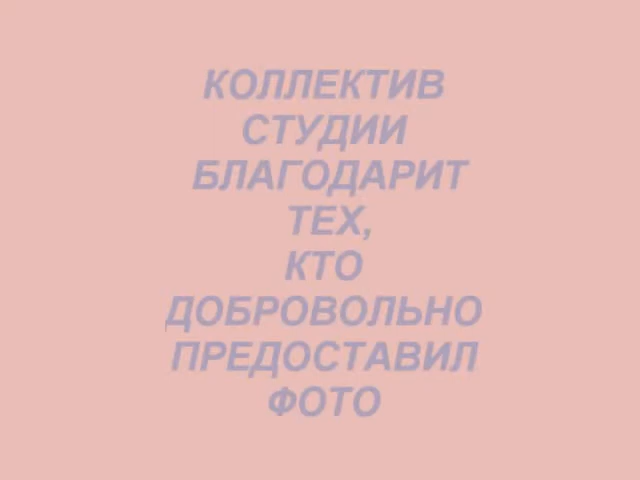 КОЛЛЕКТИВ
СТУДИИ
БЛАГОДАРИТ
ТЕХ,
КТО
ДОБРОВОЛЬНО
ПРЕДОСТАВИЛ
ФОТО